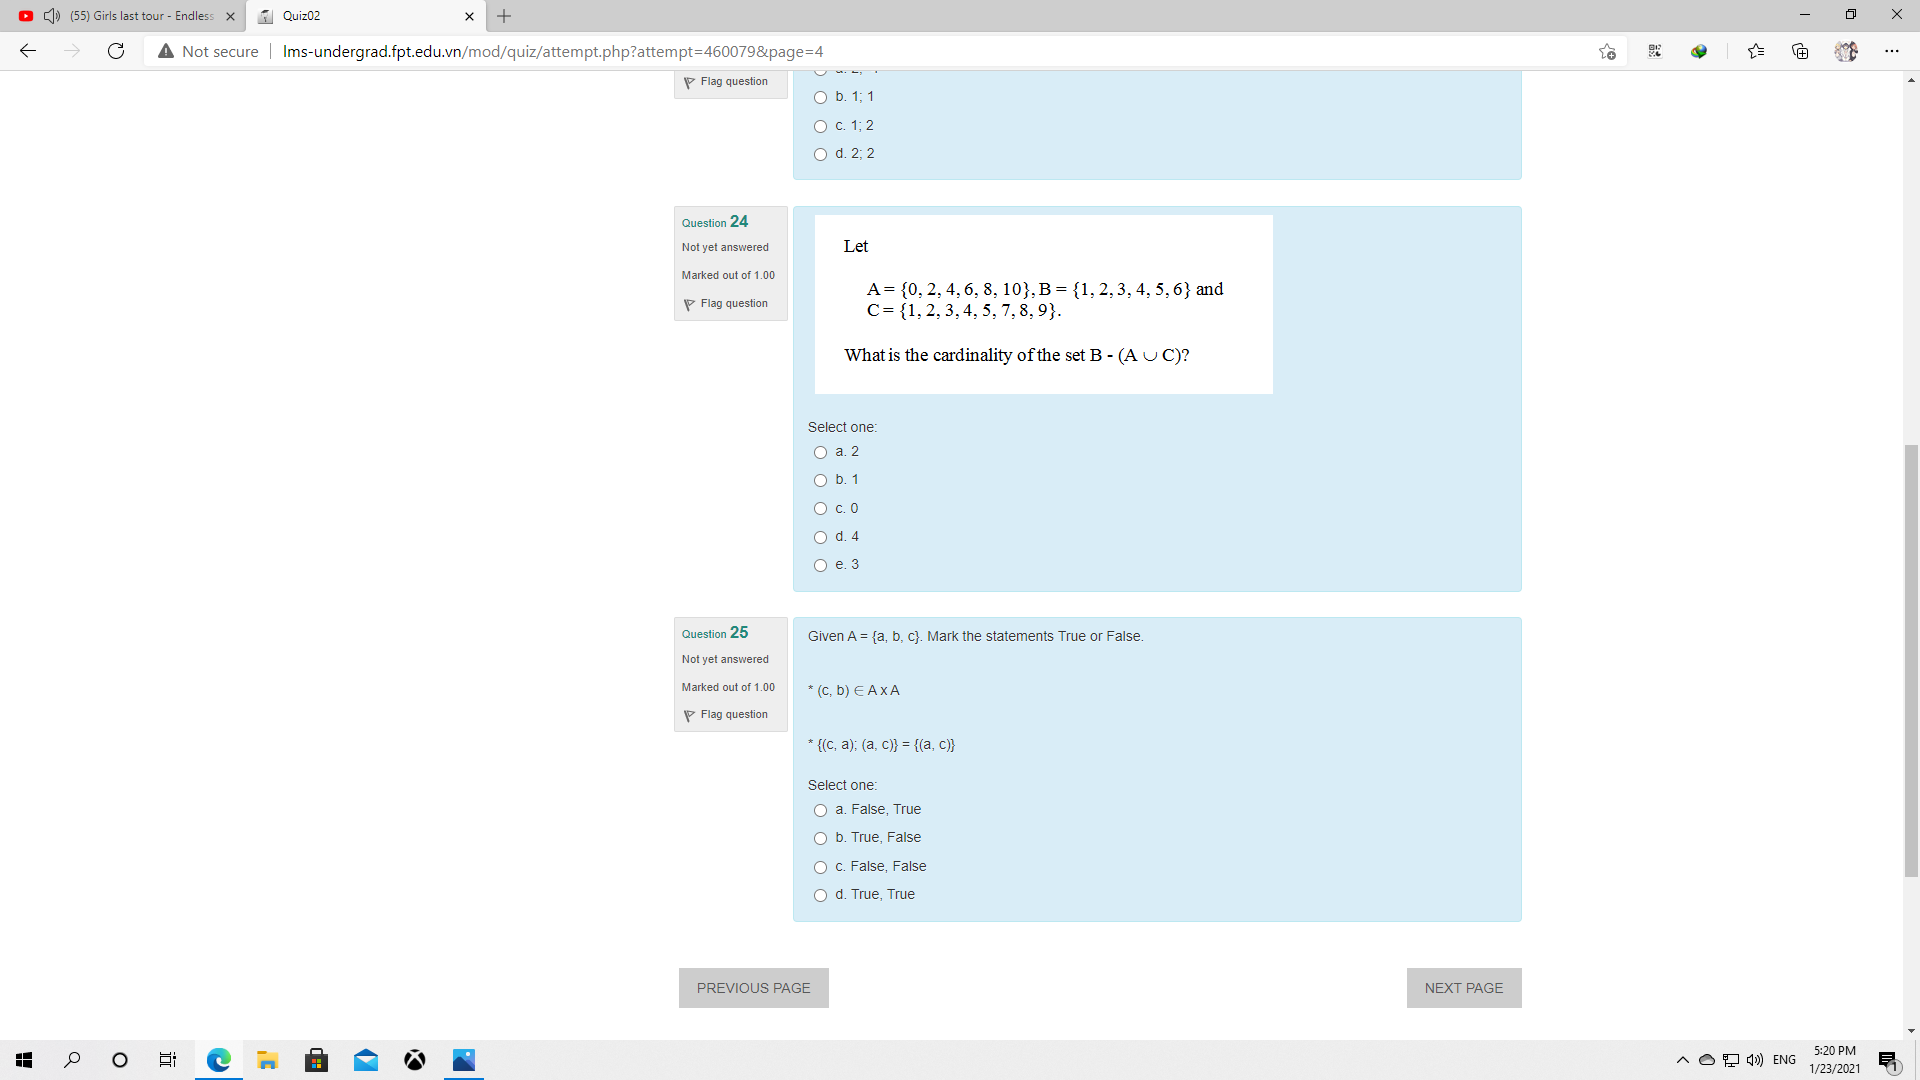 (55) Girls last tour - Endless
Quiz02
Not secure
lms-undergrad.fpt.edu.vn/mod/quiz/attempt.php?attempt=460079&page=4
Flag question
b. 1; 1
c. 1; 2
d. 2; 2
Question 24
Not yet answered
Marked out of 1.00
Flag question
Let
A = {0, 2, 4, 6, 8, 10}, B = {1, 2, 3, 4, 5, 6} and
C = {1, 2, 3, 4, 5, 7, 8, 9}.
What is the cardinality of the set B - (A ∪ C)?
Select one:
a. 2
b. 1
c. 0
d. 4
e. 3
Question 25
Not yet answered
Marked out of 1.00
Flag question
Given A = {a, b, c}. Mark the statements True or False.
* (c, b) ∈ A x A
* {(c, a); (a, c)} = {(a, c)}
Select one:
a. False, True
b. True, False
c. False, False
d. True, True
PREVIOUS PAGE
NEXT PAGE
ENG
5:20 PM
1/23/2021
1